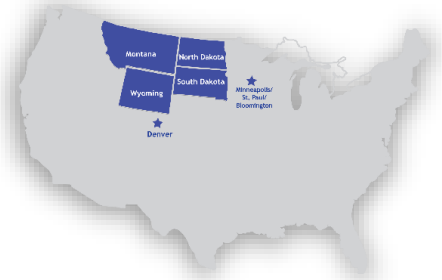 Montana
North Dakota
South Dakota
Wyoming
Minneapolis/
St. Paul/
Bloomington
Denver